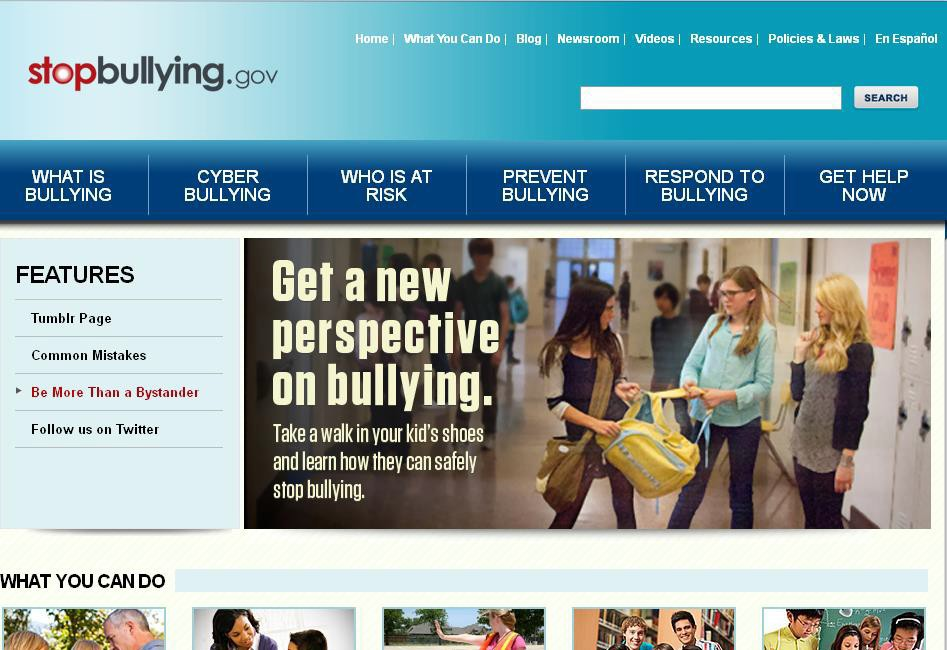 Home | What You Can Do | Blog | Newsroom | Videos | Resources | Policies & Laws | En Español
stopbullying.gov
SEARCH
WHAT IS BULLYING
CYBER BULLYING
WHO IS AT RISK
PREVENT BULLYING
RESPOND TO BULLYING
GET HELP NOW
FEATURES
Tumblr Page
Common Mistakes
Be More Than a Bystander
Follow us on Twitter
Get a new
perspective
on bullying.
Take a walk in your kid's shoes
and learn how they can safely
stop bullying.
WHAT YOU CAN DO